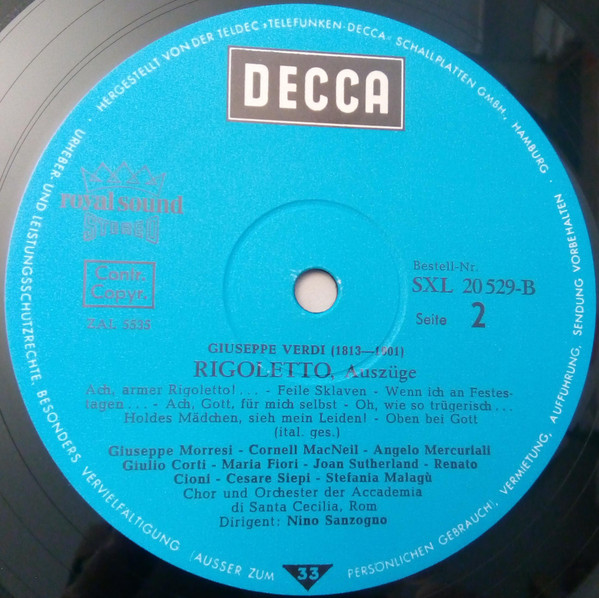 HERGESTELLT VON DER TELDEC »TELEFUNKEN-DECCA« SCHALLPLATTEN GMBH, HAMBURG
URHEBER- UND LEISTUNGSSCHUTZRECHTE, BESONDERS VERVIELFÄLTIGUNG (AUSSER ZUM PERSÖNLICHEN GEBRAUCH), VERMIETUNG, AUFFÜHRUNG, SENDUNG VORBEHALTEN
DECCA
royal sound
STEREO
Contr.
Copyr.
EAL 5535
Bestell-Nr.
SXL 20 529-B
Seite 2
GIUSEPPE VERDI (1813—1901)
RIGOLETTO, Auszüge
Ach, armer Rigoletto! . . . - Feile Sklaven - Wenn ich an Festes-
tagen . . . - Ach, Gott, für mich selbst - Oh, wie so trügerisch . . .
Holdes Mädchen, sieh mein Leiden! - Oben bei Gott
(ital. ges.)
Giuseppe Morresi - Cornell MacNeil - Angelo Mercuriali
Giulio Corti - Maria Fiori - Joan Sutherland - Renato
Cioni - Cesare Siepi - Stefania Malagù
Chor und Orchester der Accademia
di Santa Cecilia, Rom
Dirigent: Nino Sanzogno
33